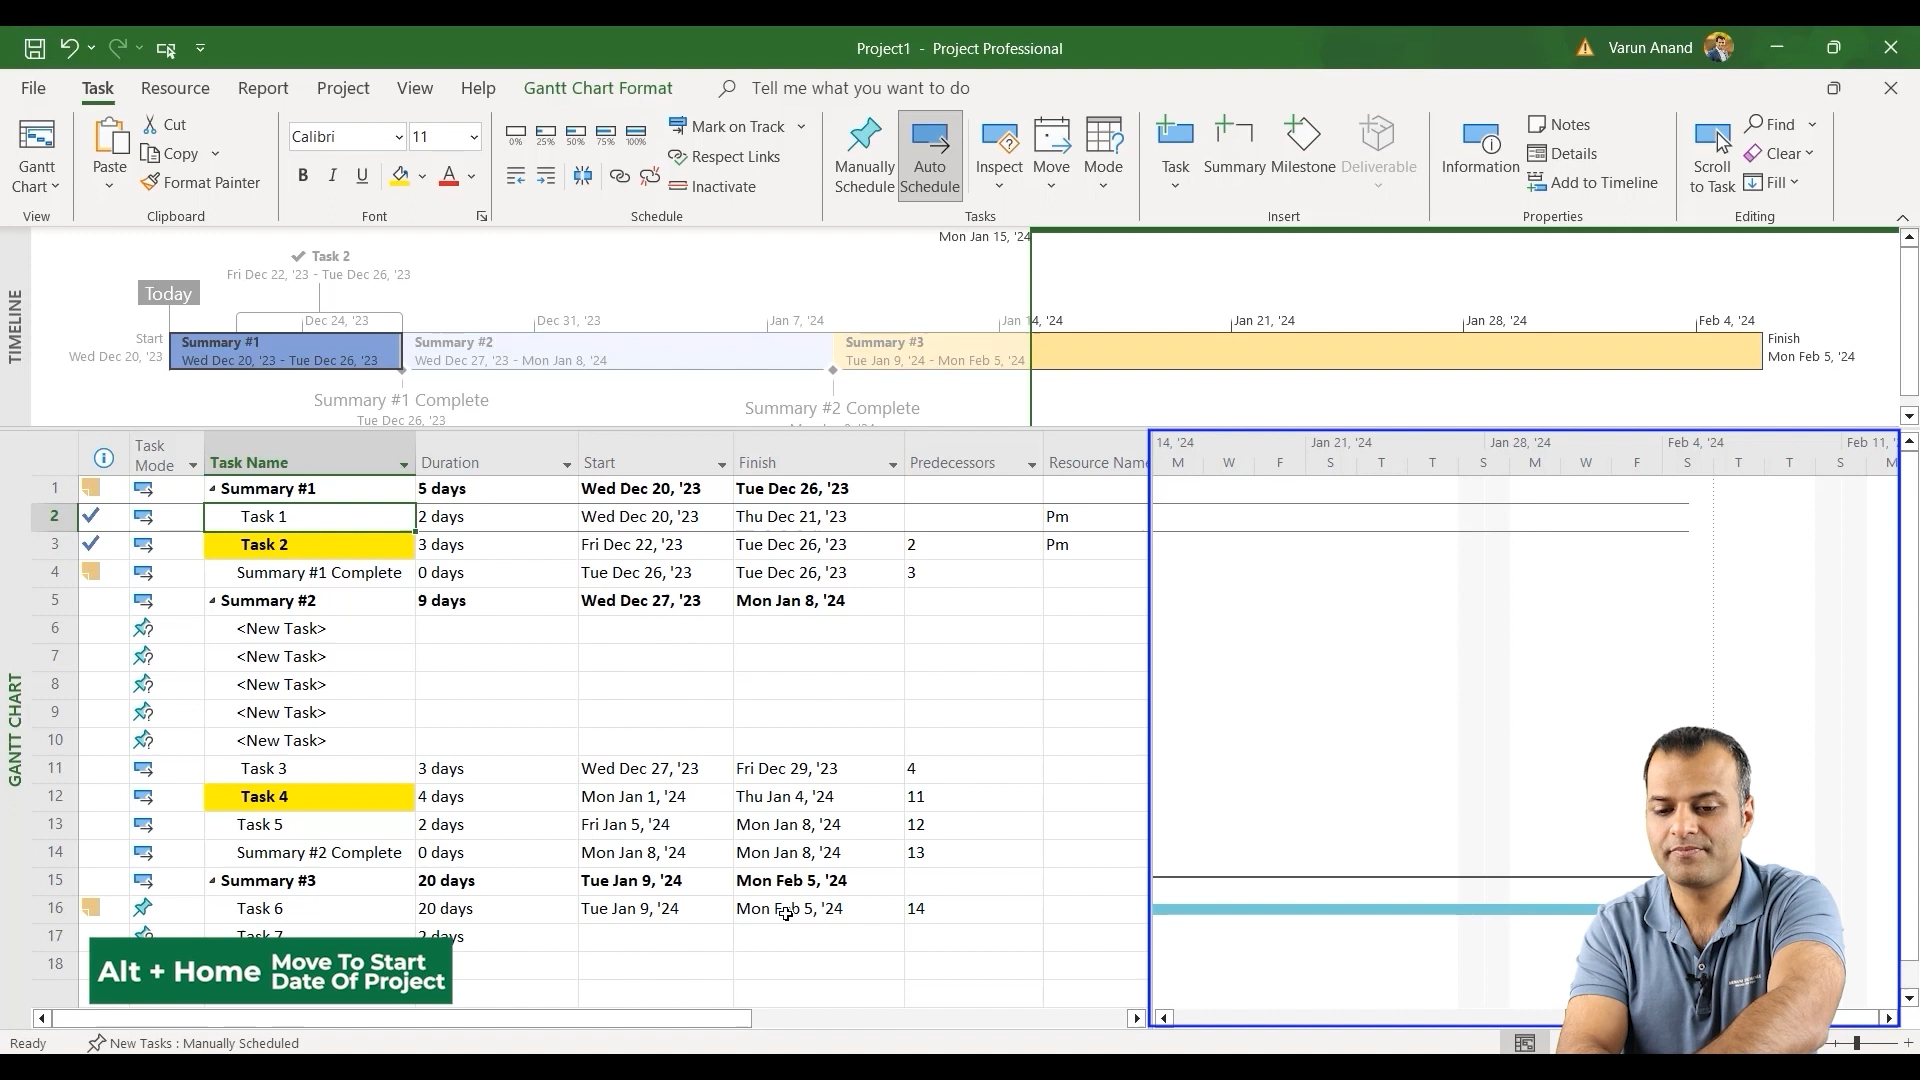 Project1 - Project Professional
Varun Anand
File Task Resource Report Project View Help Gantt Chart Format Tell me what you want to do
Gantt
Chart
View
Paste
Cut
Copy
Format Painter
Clipboard
Calibri 11
B I U A
Font
0% 25% 50% 75% 100%
Mark on Track
Respect Links
Inactivate
Schedule
Manually
Schedule
Auto
Schedule
Inspect
Move
Mode
Tasks
Task
Summary
Milestone
Deliverable
Insert
Information
Notes
Details
Add to Timeline
Properties
Scroll
to Task
Find
Clear
Fill
Editing
TIMELINE
Mon Jan 15, '24
Task 2
Fri Dec 22, '23 - Tue Dec 26, '23
Today
Dec 24, '23 Dec 31, '23 Jan 7, '24 Jan 14, '24 Jan 21, '24 Jan 28, '24 Feb 4, '24
Start
Wed Dec 20, '23
Summary #1
Wed Dec 20, '23 - Tue Dec 26, '23
Summary #2
Wed Dec 27, '23 - Mon Jan 8, '24
Summary #3
Tue Jan 9, '24 - Mon Feb 5, '24
Finish
Mon Feb 5, '24
Summary #1 Complete
Tue Dec 26, '23
Summary #2 Complete
GANTT CHART
Task
Mode Task Name Duration Start Finish Predecessors Resource Name
14, '24 Jan 21, '24 Jan 28, '24 Feb 4, '24 Feb 11, '
M W F S T T S M W F S T T S M
1 Summary #1 5 days Wed Dec 20, '23 Tue Dec 26, '23
2 Task 1 2 days Wed Dec 20, '23 Thu Dec 21, '23 Pm
3 Task 2 3 days Fri Dec 22, '23 Tue Dec 26, '23 2 Pm
4 Summary #1 Complete 0 days Tue Dec 26, '23 Tue Dec 26, '23 3
5 Summary #2 9 days Wed Dec 27, '23 Mon Jan 8, '24
6 <New Task>
7 <New Task>
8 <New Task>
9 <New Task>
10 <New Task>
11 Task 3 3 days Wed Dec 27, '23 Fri Dec 29, '23 4
12 Task 4 4 days Mon Jan 1, '24 Thu Jan 4, '24 11
13 Task 5 2 days Fri Jan 5, '24 Mon Jan 8, '24 12
14 Summary #2 Complete 0 days Mon Jan 8, '24 Mon Jan 8, '24 13
15 Summary #3 20 days Tue Jan 9, '24 Mon Feb 5, '24
16 Task 6 20 days Tue Jan 9, '24 Mon Feb 5, '24 14
17 Task 7 2 days
18
Alt + Home Move To Start
Date Of Project
Ready New Tasks : Manually Scheduled